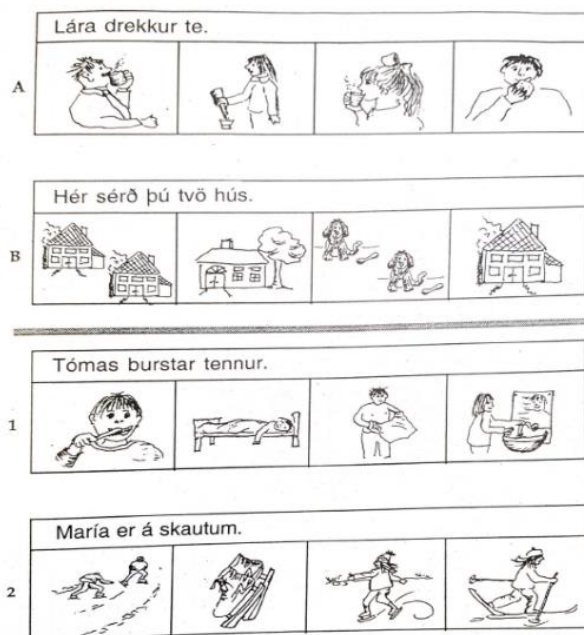 Lára drekkur te.
A
Hér sérð þú tvö hús.
B
Tómas burstar tennur.
1
María er á skautum.
2